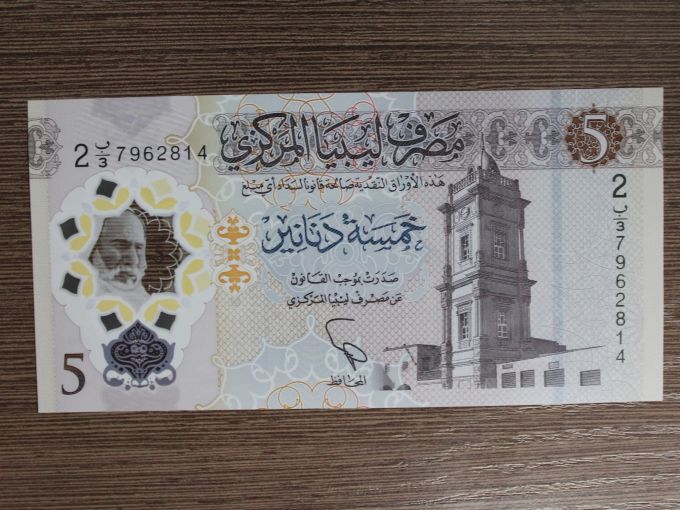 مصرف ليبيا المركزي
5
2 ب/3 7962814
هذه الأوراق النقدية صالحة قانونا للسداد أي مبلغ
2 ب/3 7962814
خمسة دنانير
صدرت بموجب القانون
عن مصرف ليبيا المركزي
المحافظ
5